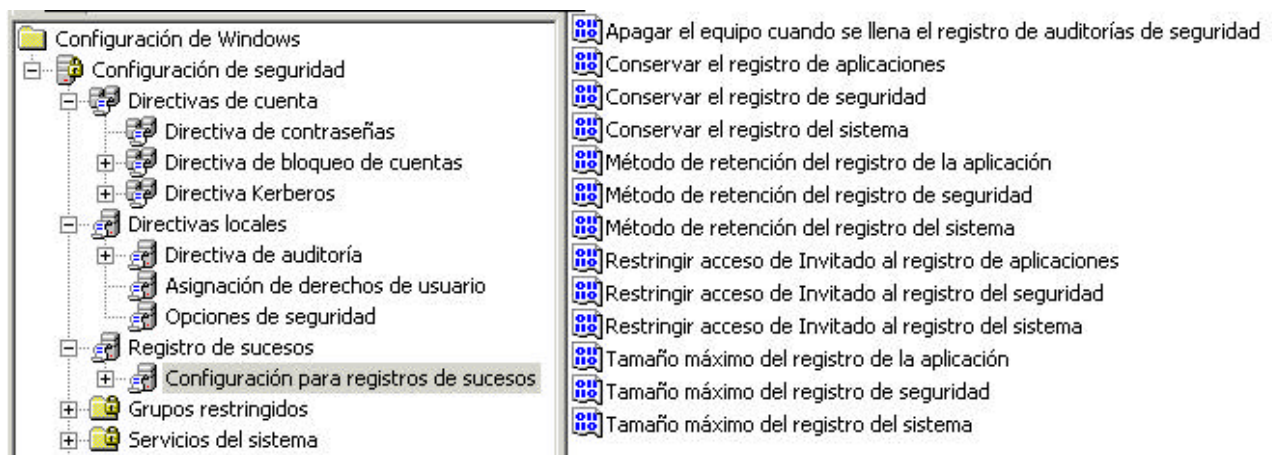 Configuración de Windows
Configuración de seguridad
Directivas de cuenta
Directiva de contraseñas
Directiva de bloqueo de cuentas
Directiva Kerberos
Directivas locales
Directiva de auditoría
Asignación de derechos de usuario
Opciones de seguridad
Registro de sucesos
Configuración para registros de sucesos
Grupos restringidos
Servicios del sistema
Apagar el equipo cuando se llena el registro de auditorías de seguridad
Conservar el registro de aplicaciones
Conservar el registro de seguridad
Conservar el registro del sistema
Método de retención del registro de la aplicación
Método de retención del registro de seguridad
Método de retención del registro del sistema
Restringir acceso de Invitado al registro de aplicaciones
Restringir acceso de Invitado al registro del seguridad
Restringir acceso de Invitado al registro del sistema
Tamaño máximo del registro de la aplicación
Tamaño máximo del registro de seguridad
Tamaño máximo del registro del sistema